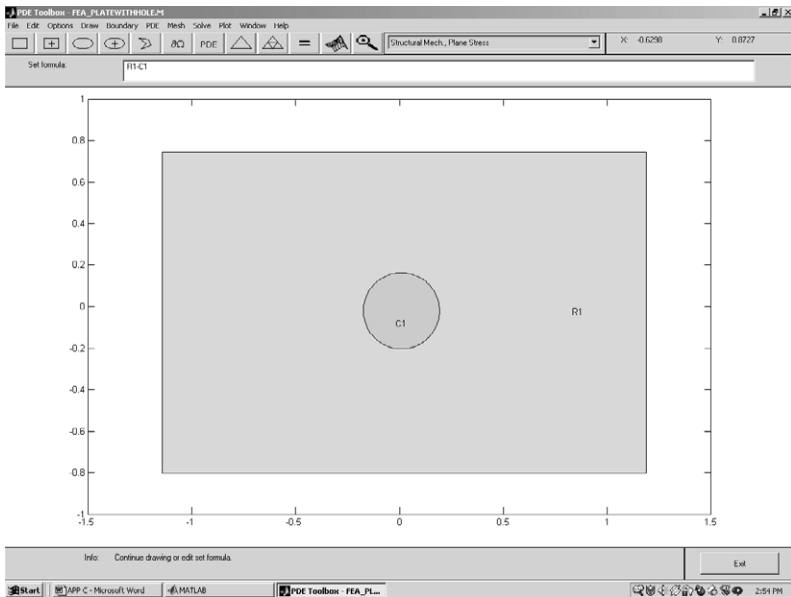 PDE Toolbox - FEA_PLATEWITHHOLE.M
File Edit Options Draw Boundary PDE Mesh Solve Plot Window Help
∂Ω PDE = Structural Mech., Plane Stress X: -0.6298 Y: 0.8727
Set formula: R1-C1
1
0.8
0.6
0.4
0.2
0
-0.2
-0.4
-0.6
-0.8
-1
C1
R1
-1.5 -1 -0.5 0 0.5 1 1.5
Info: Continue drawing or edit set formula. Exit
Start APP C - Microsoft Word MATLAB PDE Toolbox - FEA_PL... 2:54 PM